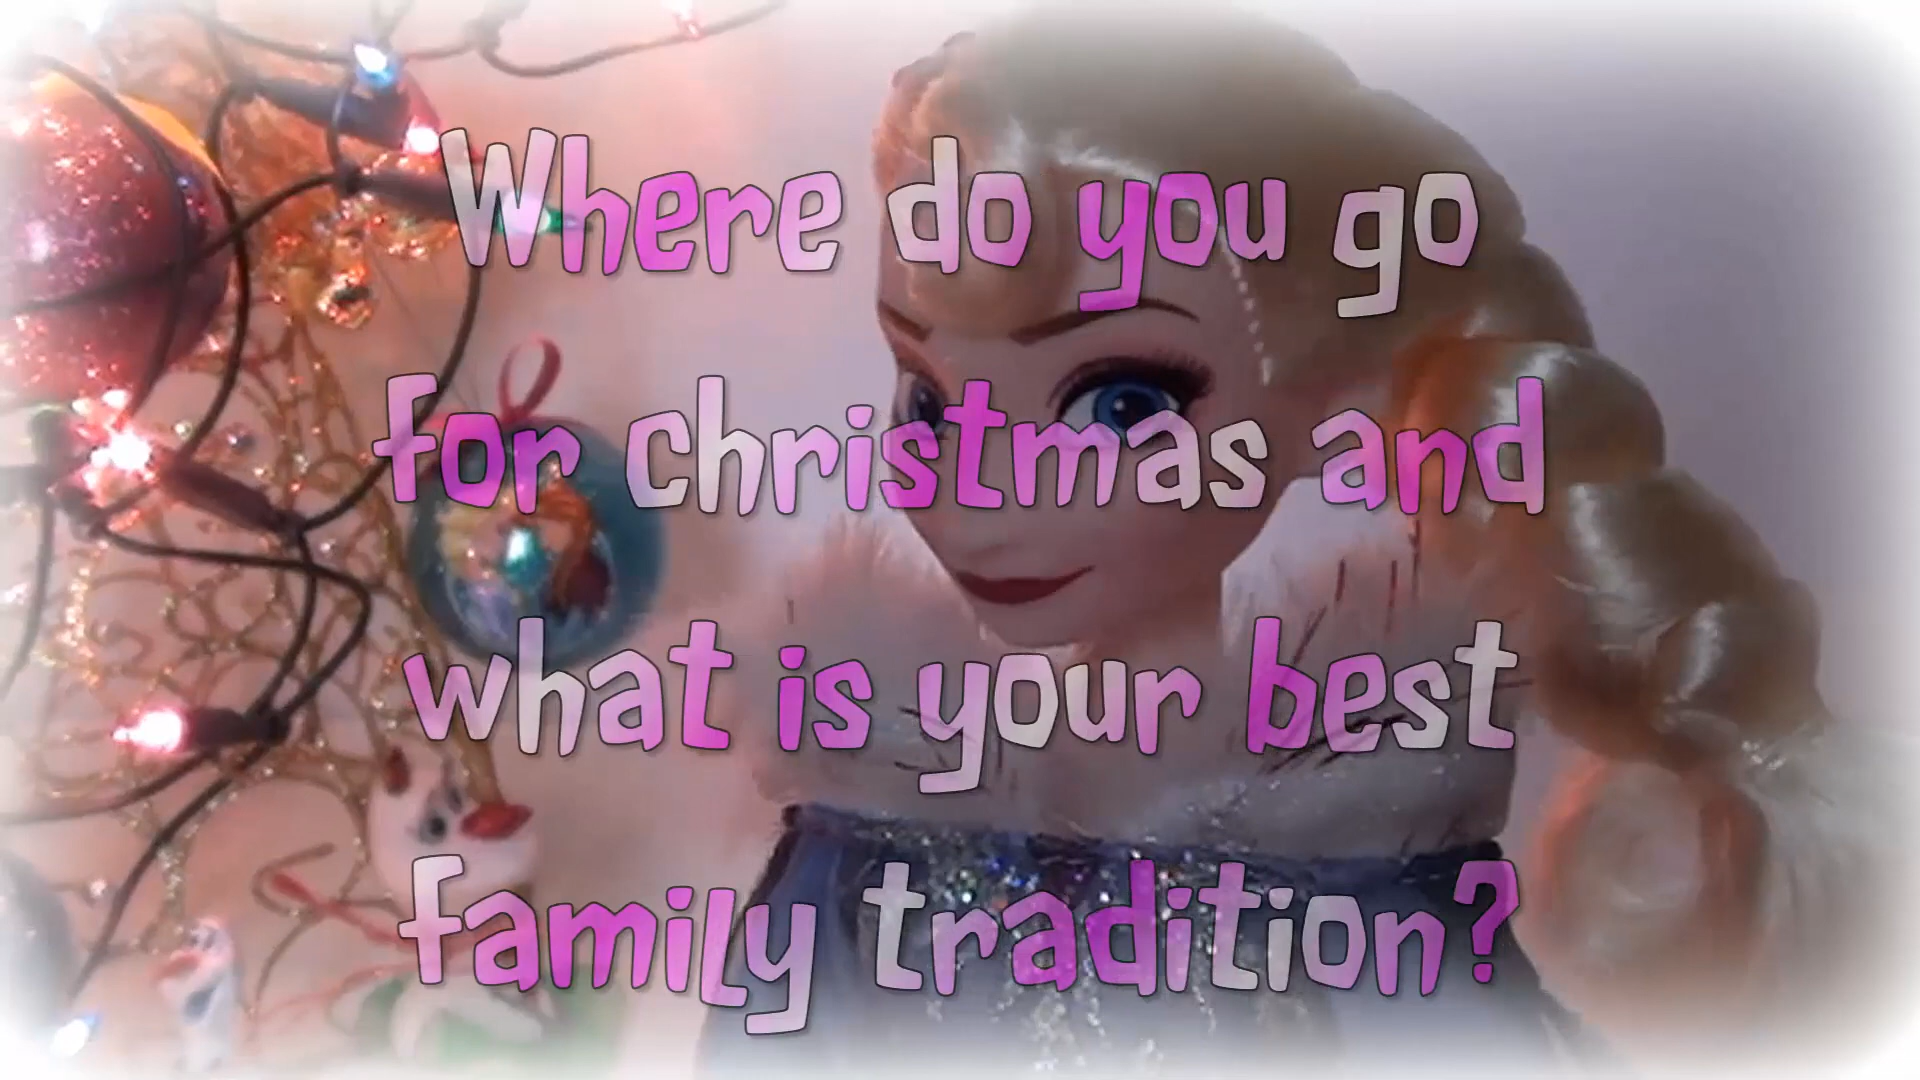 Where do you go
for christmas and
what is your best
family tradition?